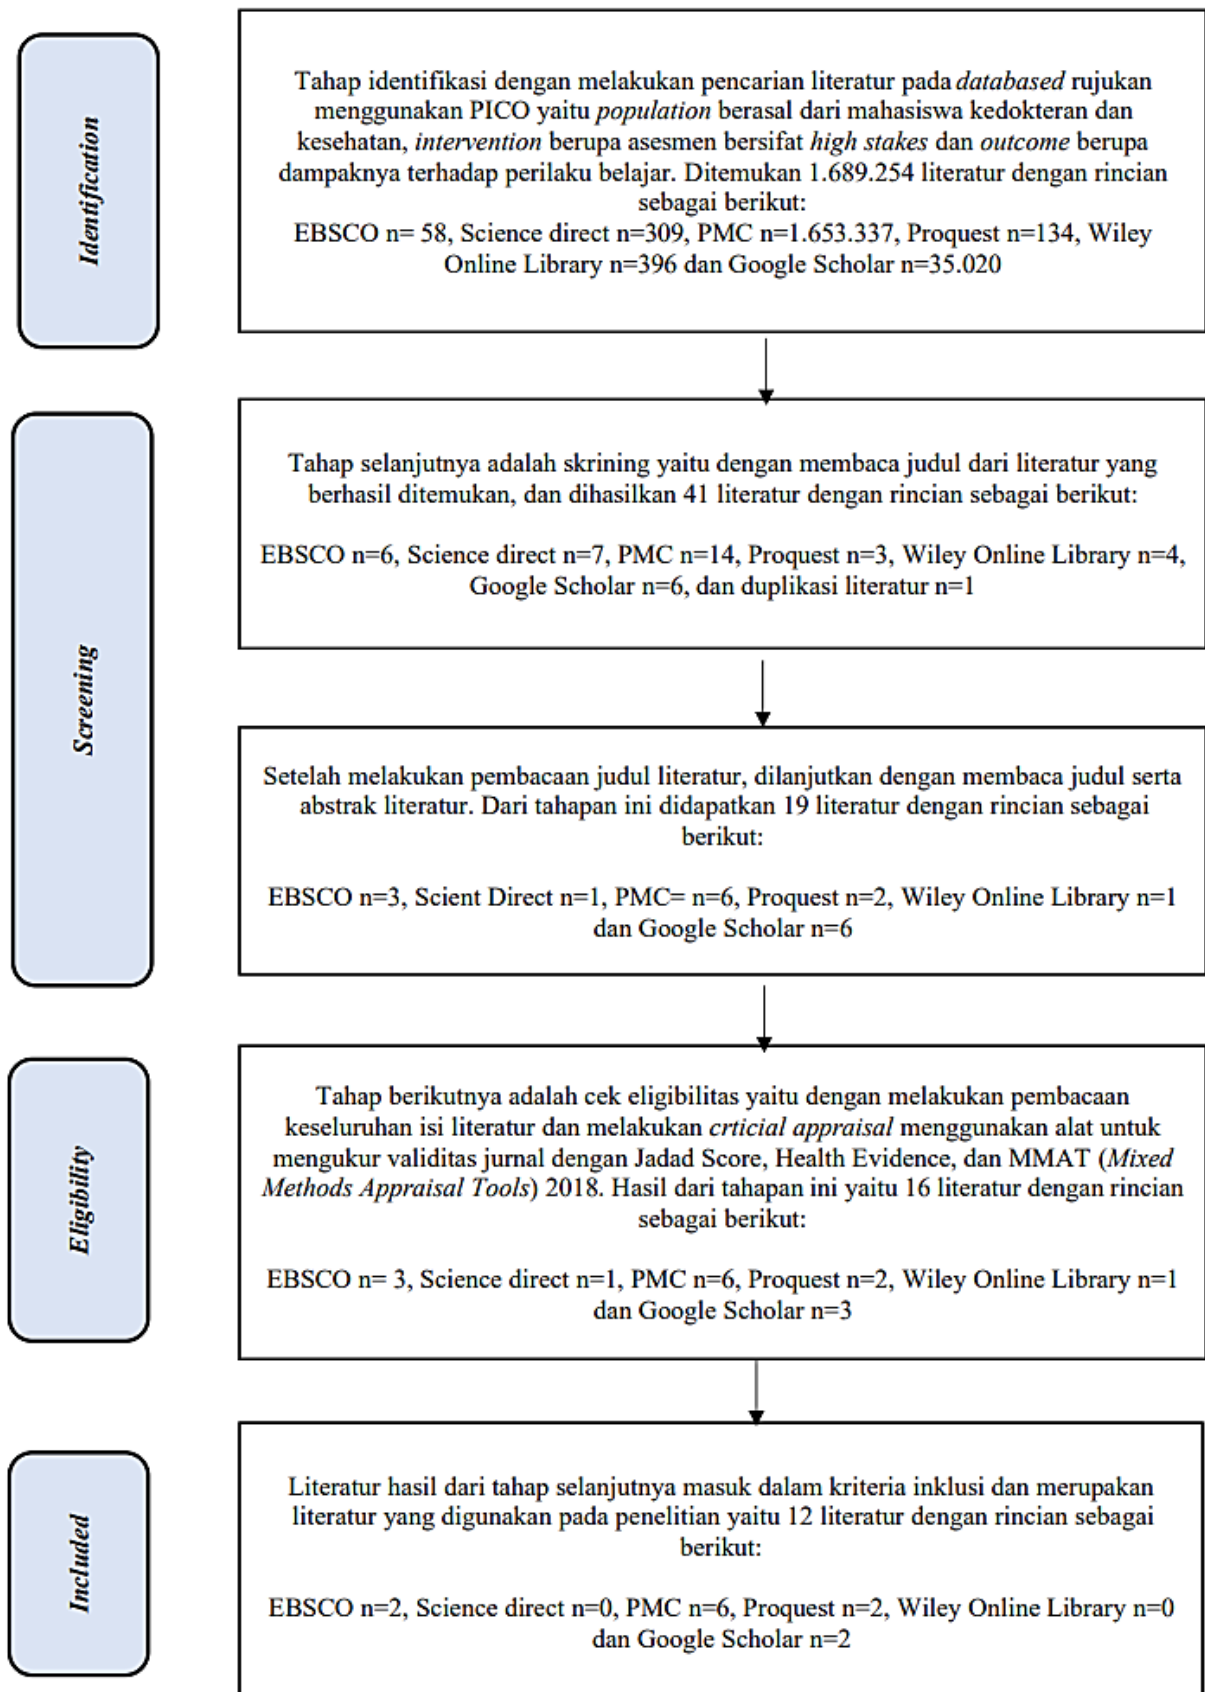 Identification
Tahap identifikasi dengan melakukan pencarian literatur pada databased rujukan
menggunakan PICO yaitu population berasal dari mahasiswa kedokteran dan
kesehatan, intervention berupa asesmen bersifat high stakes dan outcome berupa
dampaknya terhadap perilaku belajar. Ditemukan 1.689.254 literatur dengan rincian
sebagai berikut:
EBSCO n= 58, Science direct n=309, PMC n=1.653.337, Proquest n=134, Wiley
Online Library n=396 dan Google Scholar n=35.020
Screening
Tahap selanjutnya adalah skrining yaitu dengan membaca judul dari literatur yang
berhasil ditemukan, dan dihasilkan 41 literatur dengan rincian sebagai berikut:
EBSCO n=6, Science direct n=7, PMC n=14, Proquest n=3, Wiley Online Library n=4,
Google Scholar n=6, dan duplikasi literatur n=1
Setelah melakukan pembacaan judul literatur, dilanjutkan dengan membaca judul serta
abstrak literatur. Dari tahapan ini didapatkan 19 literatur dengan rincian sebagai
berikut:
EBSCO n=3, Scient Direct n=1, PMC= n=6, Proquest n=2, Wiley Online Library n=1
dan Google Scholar n=6
Eligibility
Tahap berikutnya adalah cek eligibilitas yaitu dengan melakukan pembacaan
keseluruhan isi literatur dan melakukan crticial appraisal menggunakan alat untuk
mengukur validitas jurnal dengan Jadad Score, Health Evidence, dan MMAT (Mixed
Methods Appraisal Tools) 2018. Hasil dari tahapan ini yaitu 16 literatur dengan rincian
sebagai berikut:
EBSCO n= 3, Science direct n=1, PMC n=6, Proquest n=2, Wiley Online Library n=1
dan Google Scholar n=3
Included
Literatur hasil dari tahap selanjutnya masuk dalam kriteria inklusi dan merupakan
literatur yang digunakan pada penelitian yaitu 12 literatur dengan rincian sebagai
berikut:
EBSCO n=2, Science direct n=0, PMC n=6, Proquest n=2, Wiley Online Library n=0
dan Google Scholar n=2